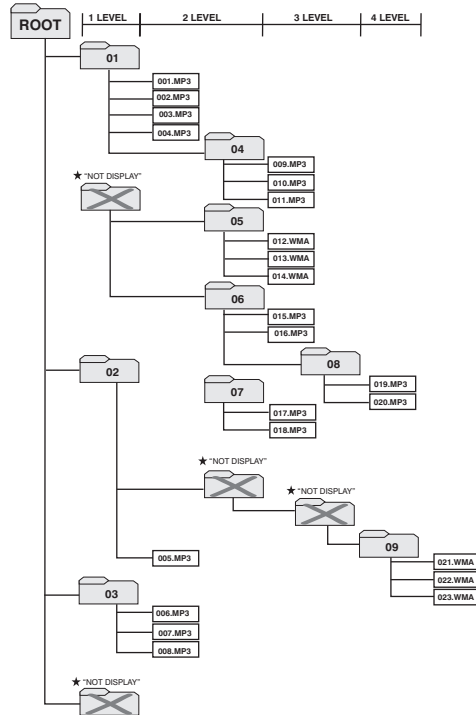 ROOT 1 LEVEL 2 LEVEL 3 LEVEL 4 LEVEL
01
001.MP3
002.MP3
003.MP3
004.MP3
04
009.MP3
010.MP3
011.MP3
★ "NOT DISPLAY"
05
012.WMA
013.WMA
014.WMA
06
015.MP3
016.MP3
08
019.MP3
020.MP3
02
07
017.MP3
018.MP3
★ "NOT DISPLAY"
★ "NOT DISPLAY"
09
021.WMA
022.WMA
023.WMA
005.MP3
03
006.MP3
007.MP3
008.MP3
★ "NOT DISPLAY"